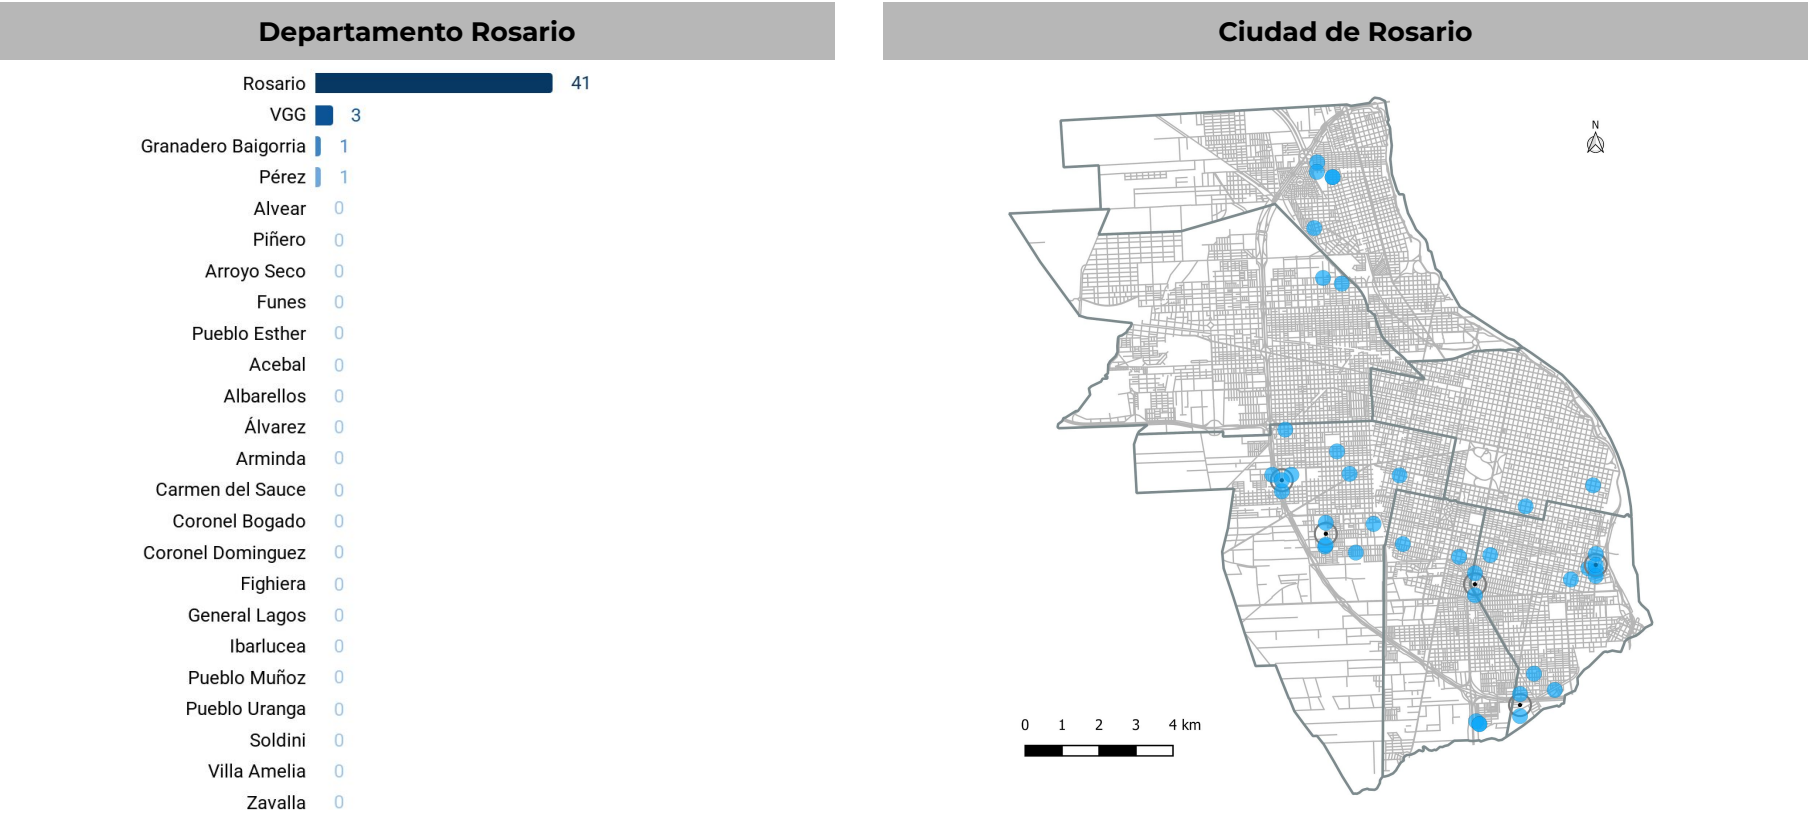 Departamento Rosario
Rosario 41
VGG 3
Granadero Baigorria 1
Pérez 1
Alvear 0
Piñero 0
Arroyo Seco 0
Funes 0
Pueblo Esther 0
Acebal 0
Albarellos 0
Álvarez 0
Arminda 0
Carmen del Sauce 0
Coronel Bogado 0
Coronel Dominguez 0
Fighiera 0
General Lagos 0
Ibarlucea 0
Pueblo Muñoz 0
Pueblo Uranga 0
Soldini 0
Villa Amelia 0
Zavalla 0
Ciudad de Rosario
N
0 1 2 3 4 km